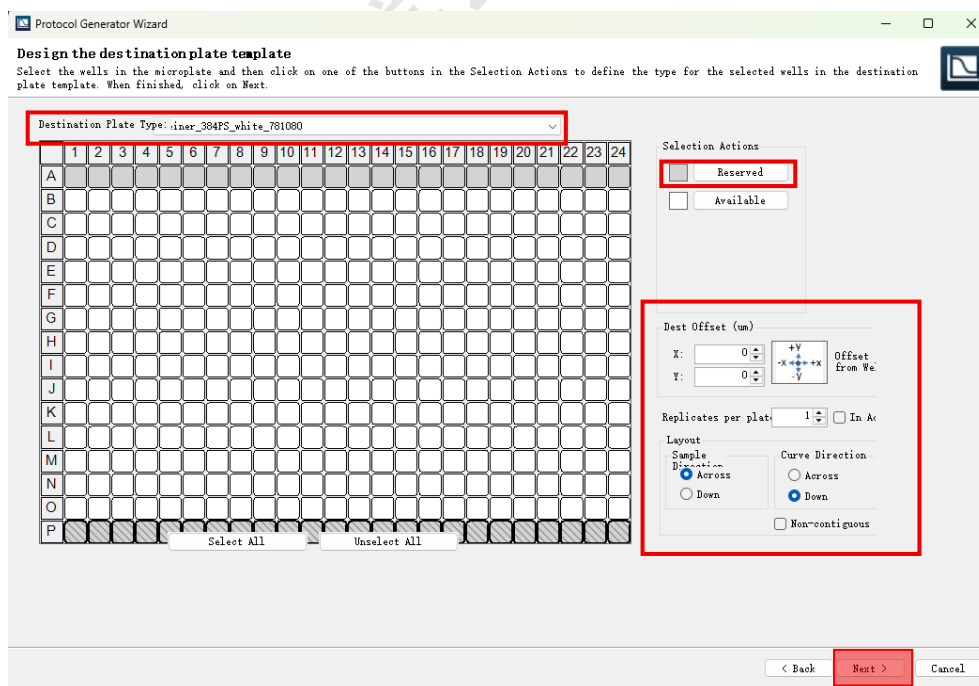 Protocol Generator Wizard
Design the destination plate template
Select the wells in the microplate and then click on one of the buttons in the Selection Actions to define the type for the selected wells in the destination
plate template. When finished, click on Next.
Destination Plate Type: iner_384PS_white_781080
1 2 3 4 5 6 7 8 9 10 11 12 13 14 15 16 17 18 19 20 21 22 23 24
A
B
C
D
E
F
G
H
I
J
K
L
M
N
O
P
Select All Unselect All
Selection Actions
Reserved
Available
Dest Offset (um)
X: 0
Y: 0
+y
-x +x
-y
Offset
from We
Replicates per plat 1 In Ac
Layout
Sample
Direction
Across
Down
Curve Direction
Across
Down
Non-contiguous
< Back Next > Cancel